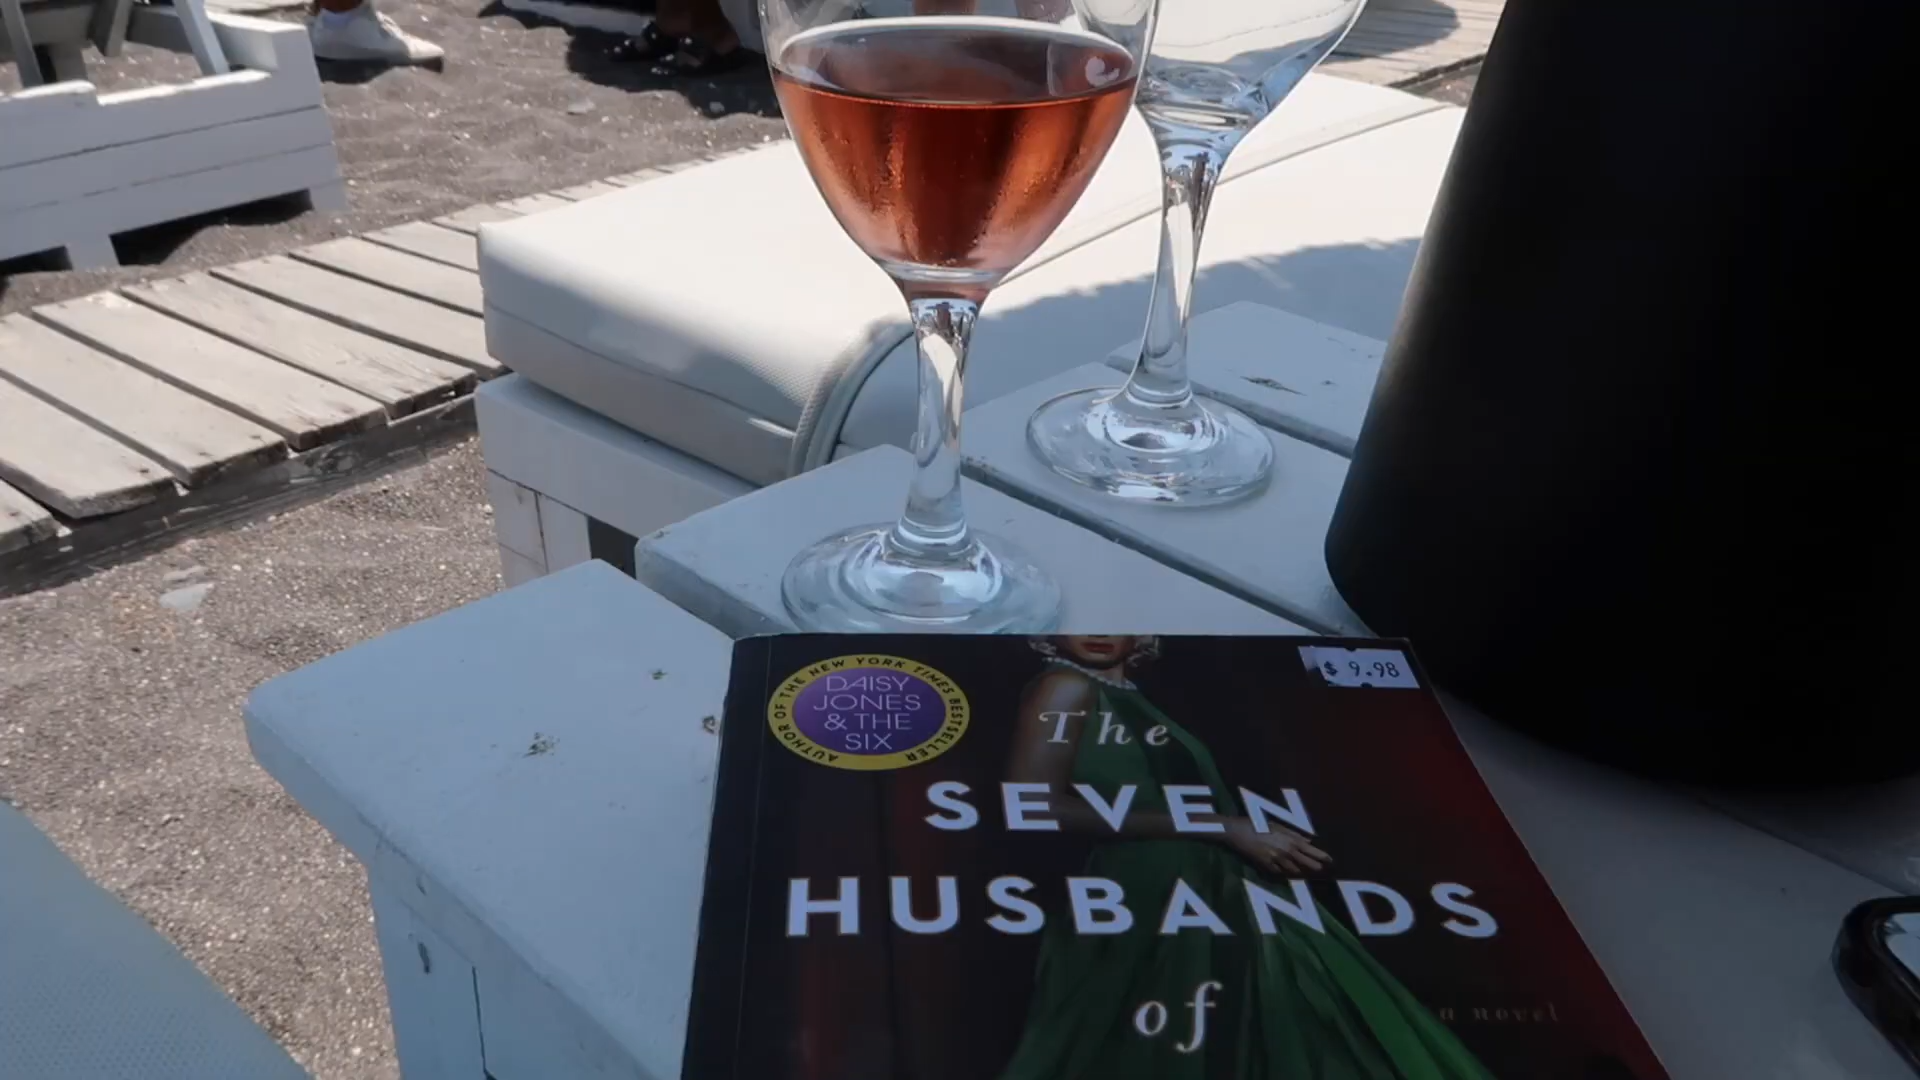 AUTHOR OF THE NEW YORK TIMES BESTSELLER
DAISY
JONES
& THE
SIX
$ 9.98
The
SEVEN
HUSBANDS
of
a novel